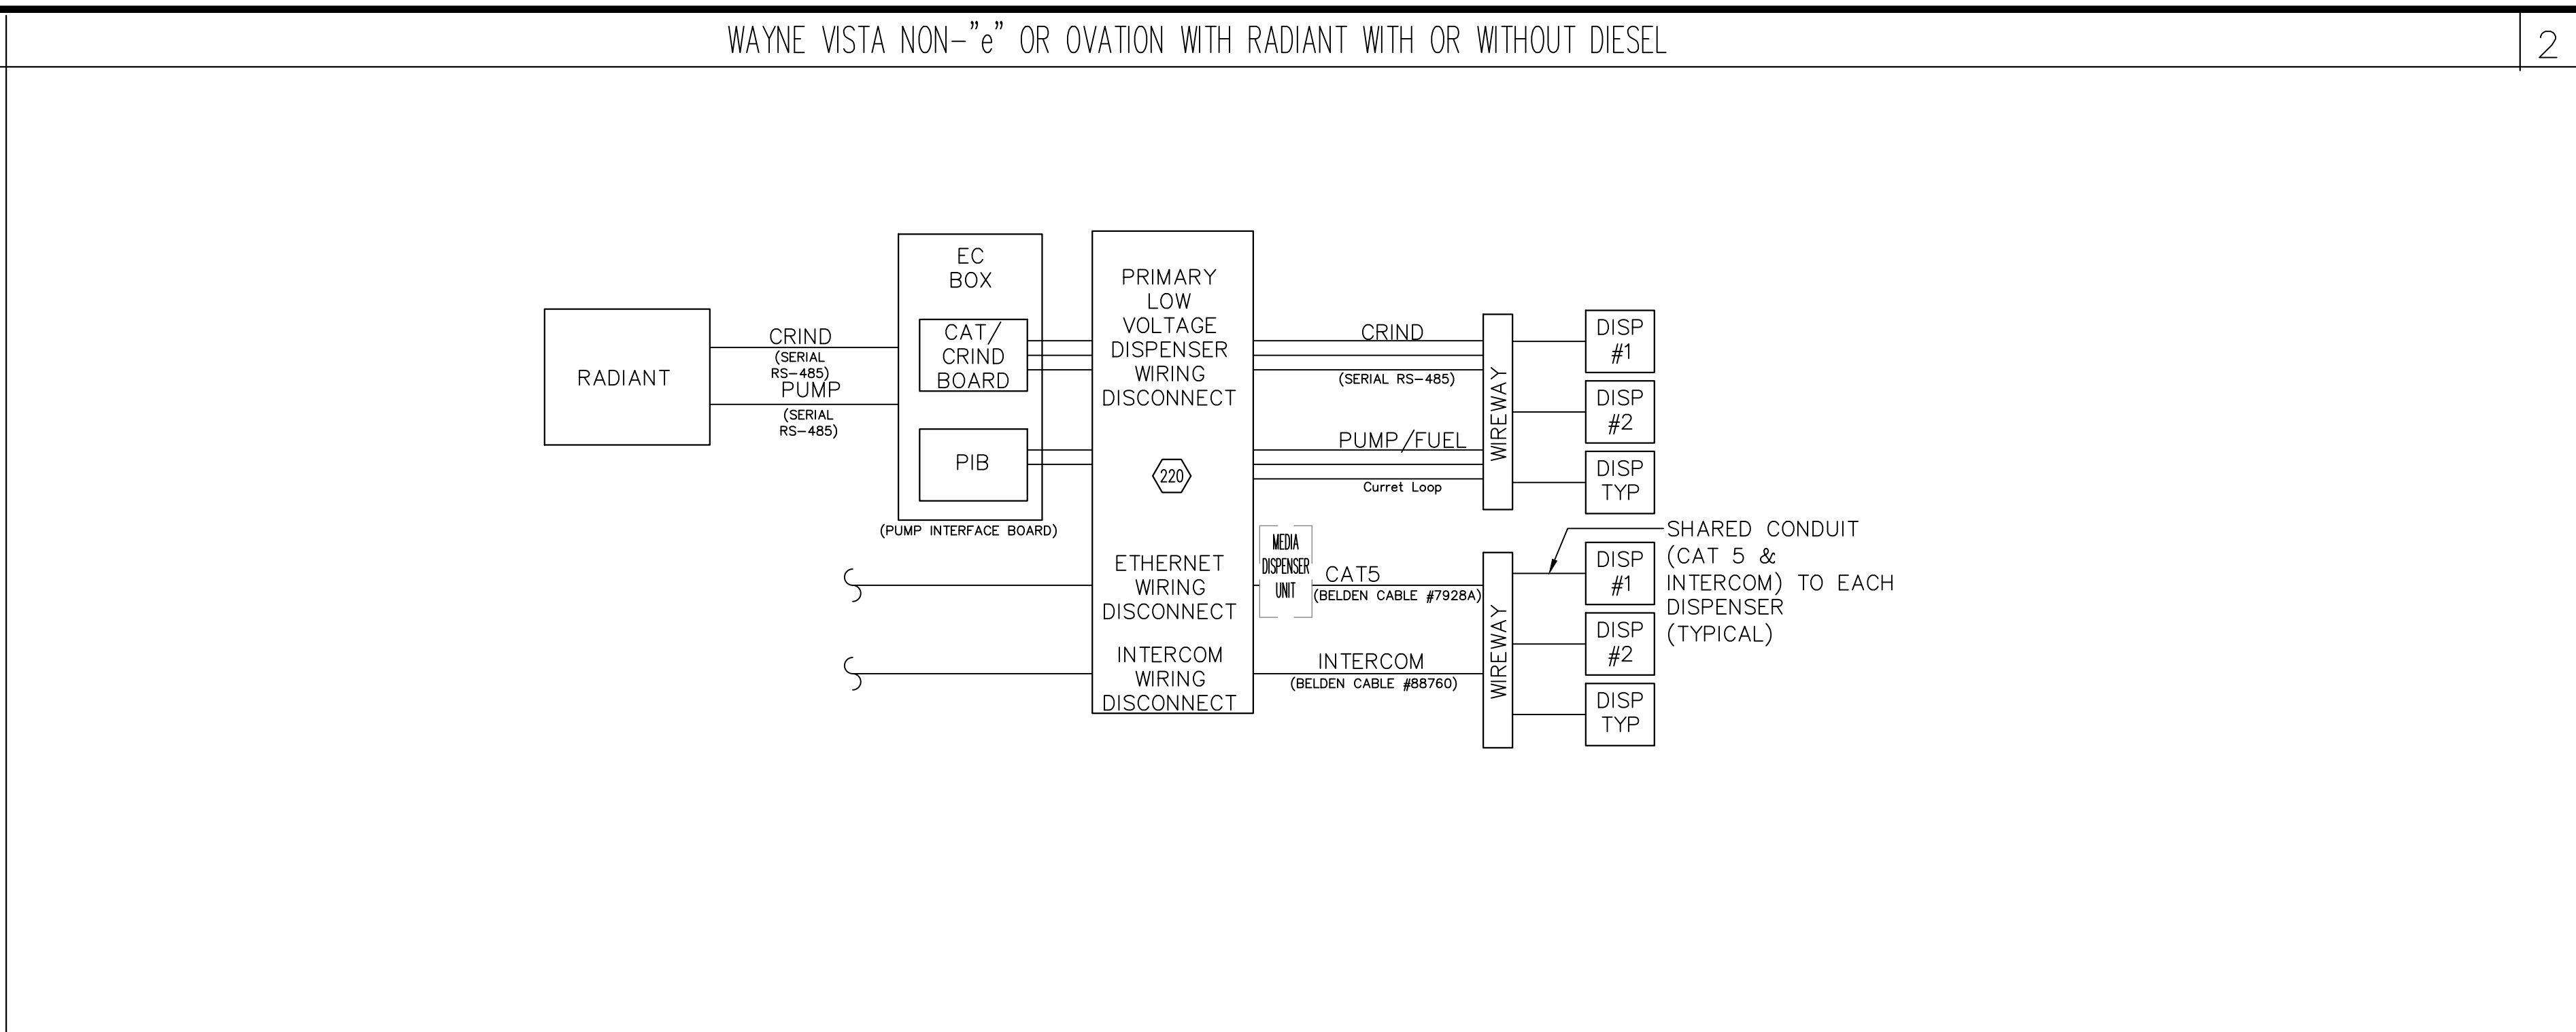 WAYNE VISTA NON-"e" OR OVATION WITH RADIANT WITH OR WITHOUT DIESEL
2
RADIANT
CRIND
(SERIAL
RS-485)
PUMP
(SERIAL
RS-485)
EC
BOX
CAT/
CRIND
BOARD
PIB
(PUMP INTERFACE BOARD)
PRIMARY
LOW
VOLTAGE
DISPENSER
WIRING
DISCONNECT
220
ETHERNET
WIRING
DISCONNECT
INTERCOM
WIRING
DISCONNECT
CRIND
(SERIAL RS-485)
PUMP/FUEL
Curret Loop
MEDIA
DISPENSER
UNIT
CAT5
(BELDEN CABLE #7928A)
INTERCOM
(BELDEN CABLE #88760)
WIREWAY
WIREWAY
DISP
#1
DISP
#2
DISP
TYP
DISP
#1
DISP
#2
DISP
TYP
SHARED CONDUIT
(CAT 5 &
INTERCOM) TO EACH
DISPENSER
(TYPICAL)